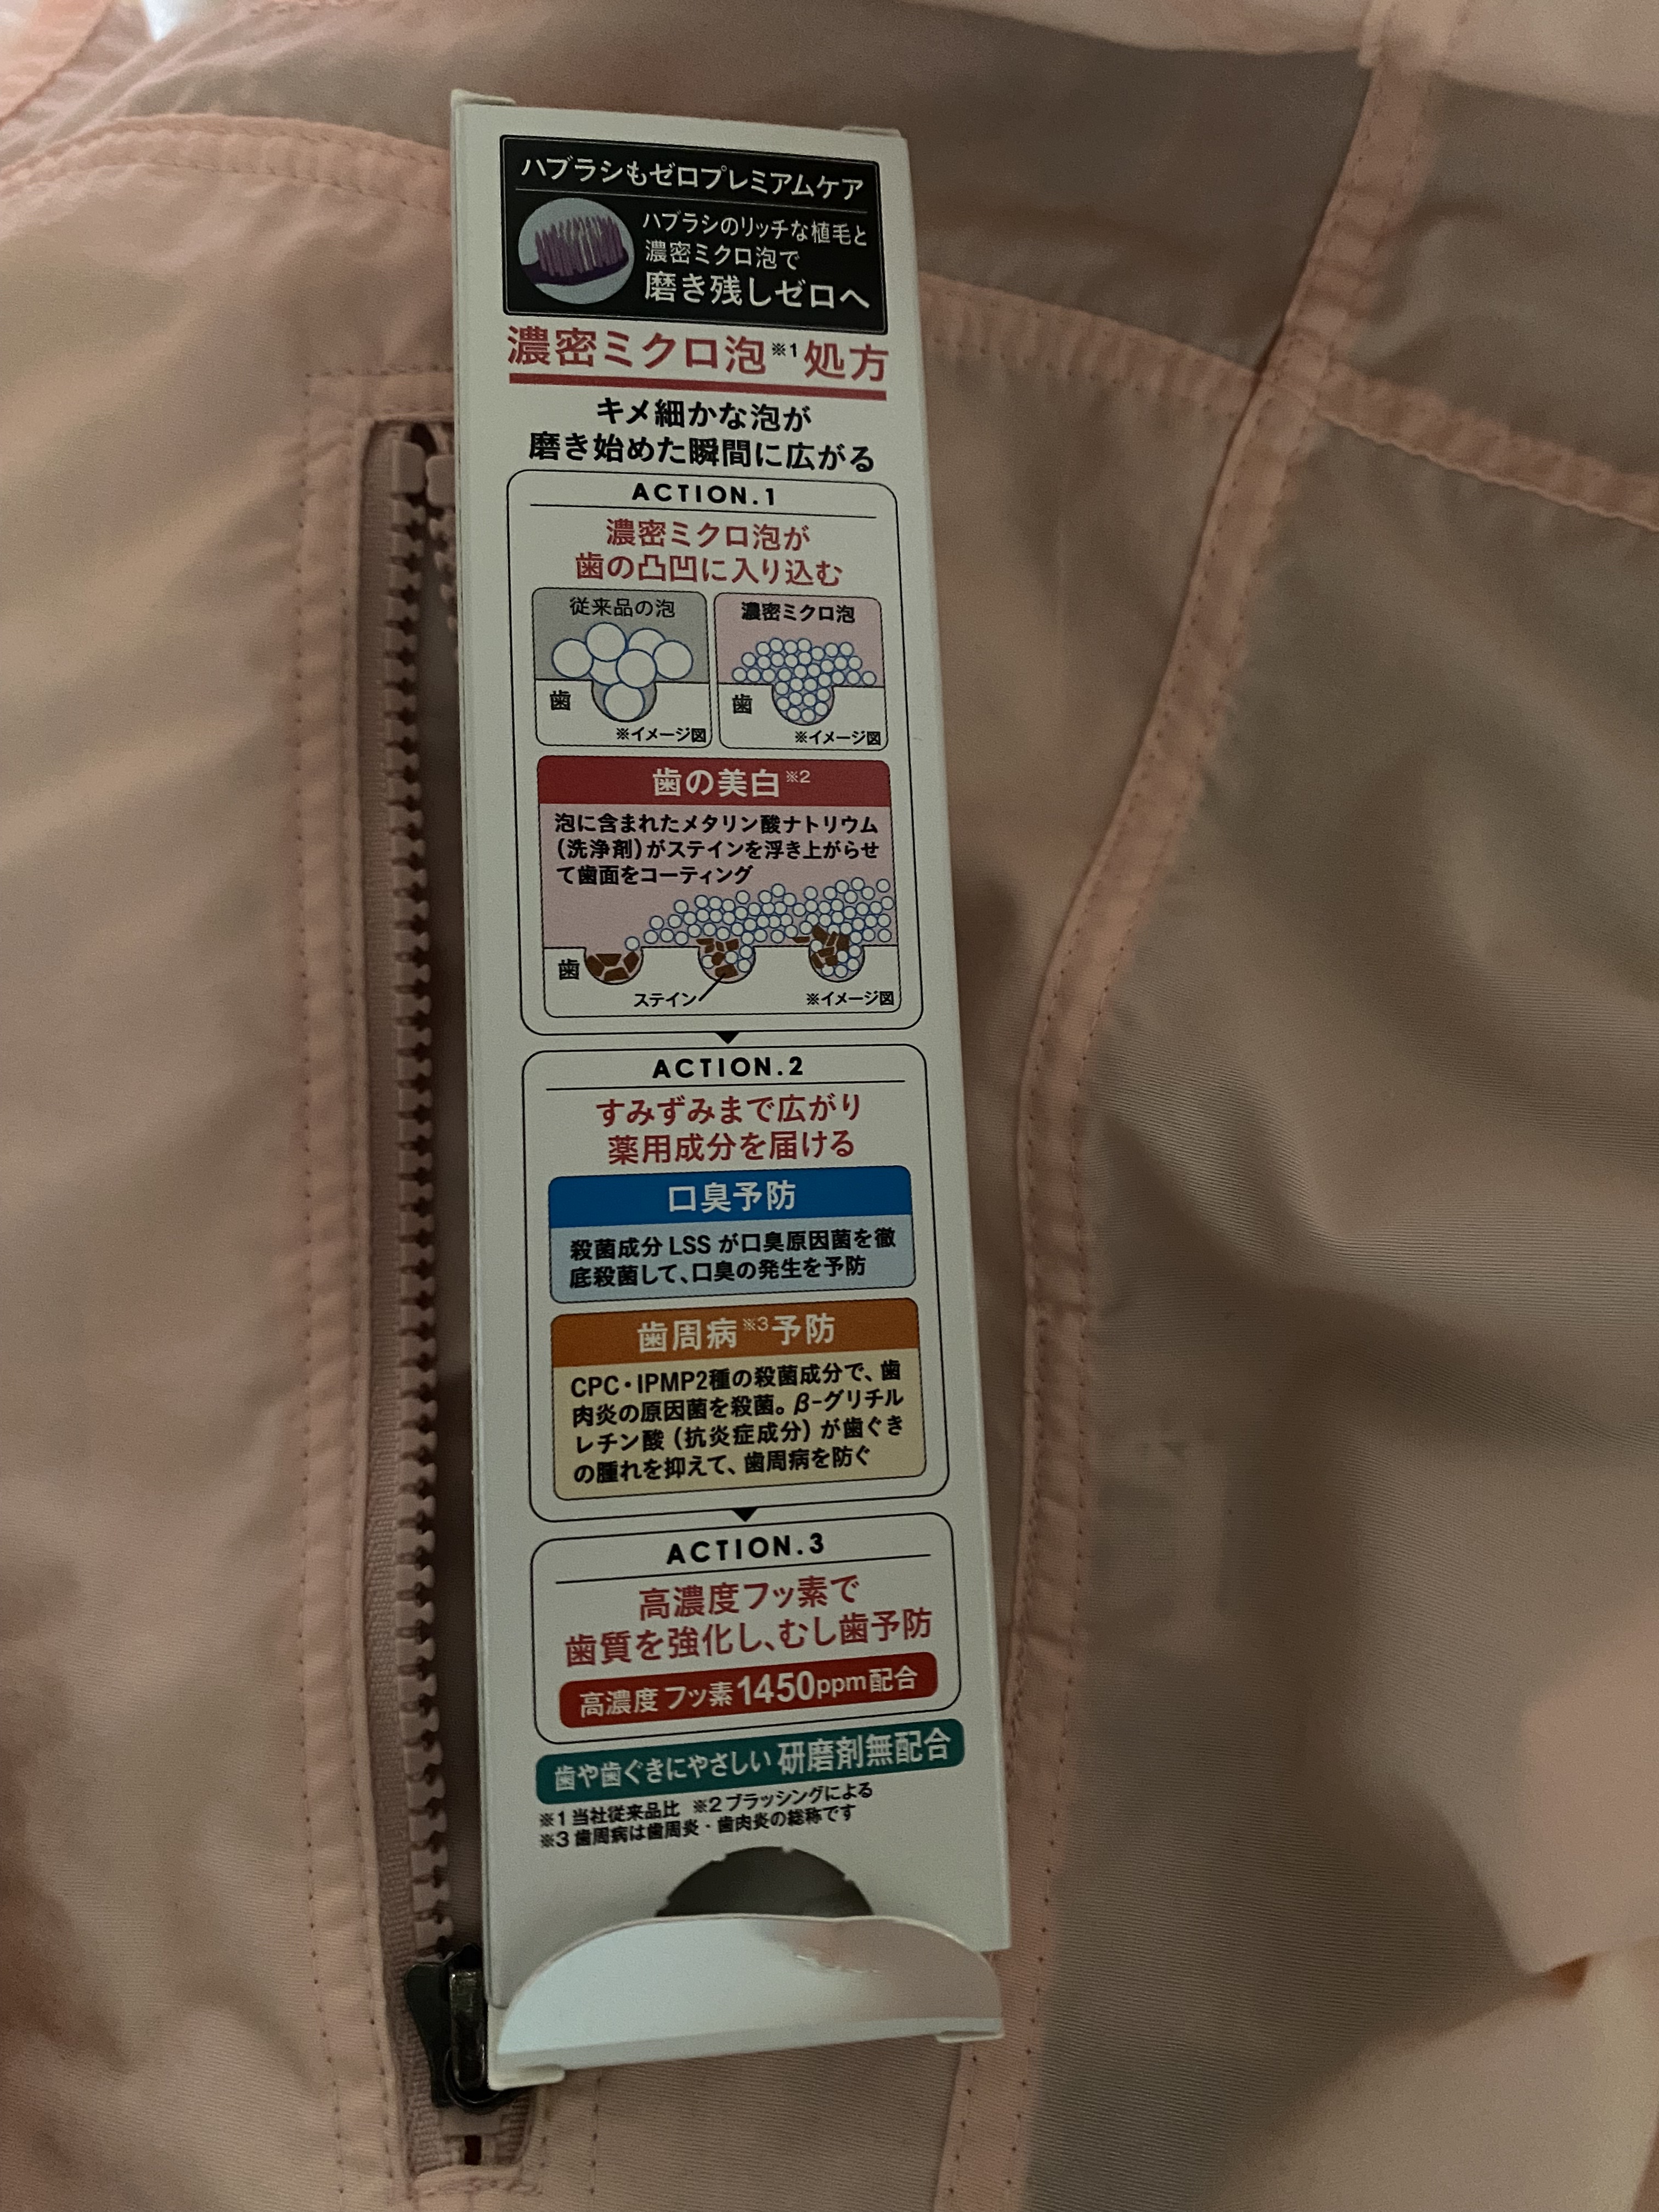 ハブラシもゼロプレミアムケア
ハブラシのリッチな植毛と
濃密ミクロ泡で
磨き残しゼロへ
濃密ミクロ泡※1処方
キメ細かな泡が
磨き始めた瞬間に広がる
ACTION.1
濃密ミクロ泡が
歯の凸凹に入り込む
従来品の泡
歯
※イメージ図
濃密ミクロ泡
歯
※イメージ図
歯の美白※2
泡に含まれたメタリン酸ナトリウム
(洗浄剤)がステインを浮き上がらせ
て歯面をコーティング
歯
ステイン
※イメージ図
ACTION.2
すみずみまで広がり
薬用成分を届ける
口臭予防
殺菌成分 LSS が口臭原因菌を徹
底殺菌して、口臭の発生を予防
歯周病※3予防
CPC・IPMP2種の殺菌成分で、歯
肉炎の原因菌を殺菌。β-グリチル
レチン酸(抗炎症成分)が歯ぐき
の腫れを抑えて、歯周病を防ぐ
ACTION.3
高濃度フッ素で
歯質を強化し、むし歯予防
高濃度 フッ素1450ppm配合
歯や歯ぐきにやさしい 研磨剤無配合
※1 当社従来品比 ※2 ブラッシングによる
※3 歯周病は歯周炎・歯肉炎の総称です